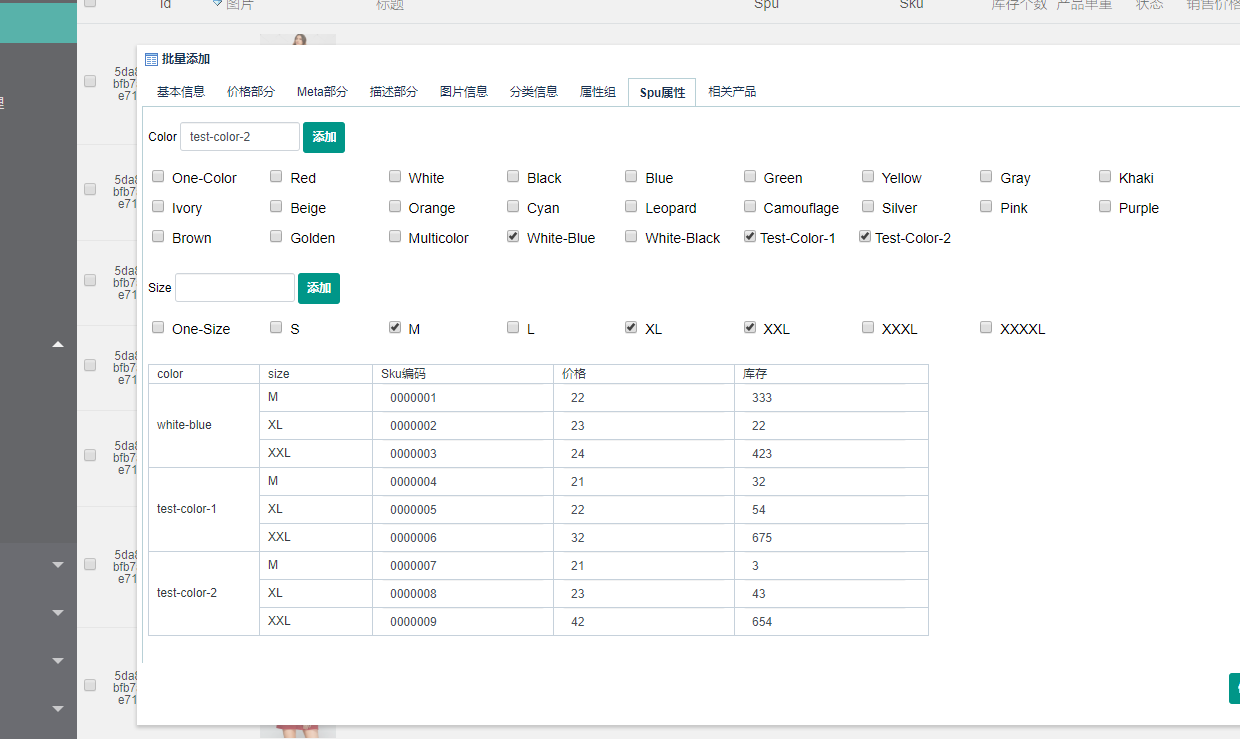 Id 图片 标题 Spu Sku 库存个数 产品单重 状态 销售价格
批量添加
基本信息 价格部分 Meta部分 描述部分 图片信息 分类信息 属性组 Spu属性 相关产品
Color test-color-2 添加
One-Color Red White Black Blue Green Yellow Gray Khaki
Ivory Beige Orange Cyan Leopard Camouflage Silver Pink Purple
Brown Golden Multicolor White-Blue White-Black Test-Color-1 Test-Color-2
Size 添加
One-Size S M L XL XXL XXXL XXXXL
color size Sku编码 价格 库存
white-blue M 0000001 22 333
XL 0000002 23 22
XXL 0000003 24 423
test-color-1 M 0000004 21 32
XL 0000005 22 54
XXL 0000006 32 675
test-color-2 M 0000007 21 3
XL 0000008 23 43
XXL 0000009 42 654